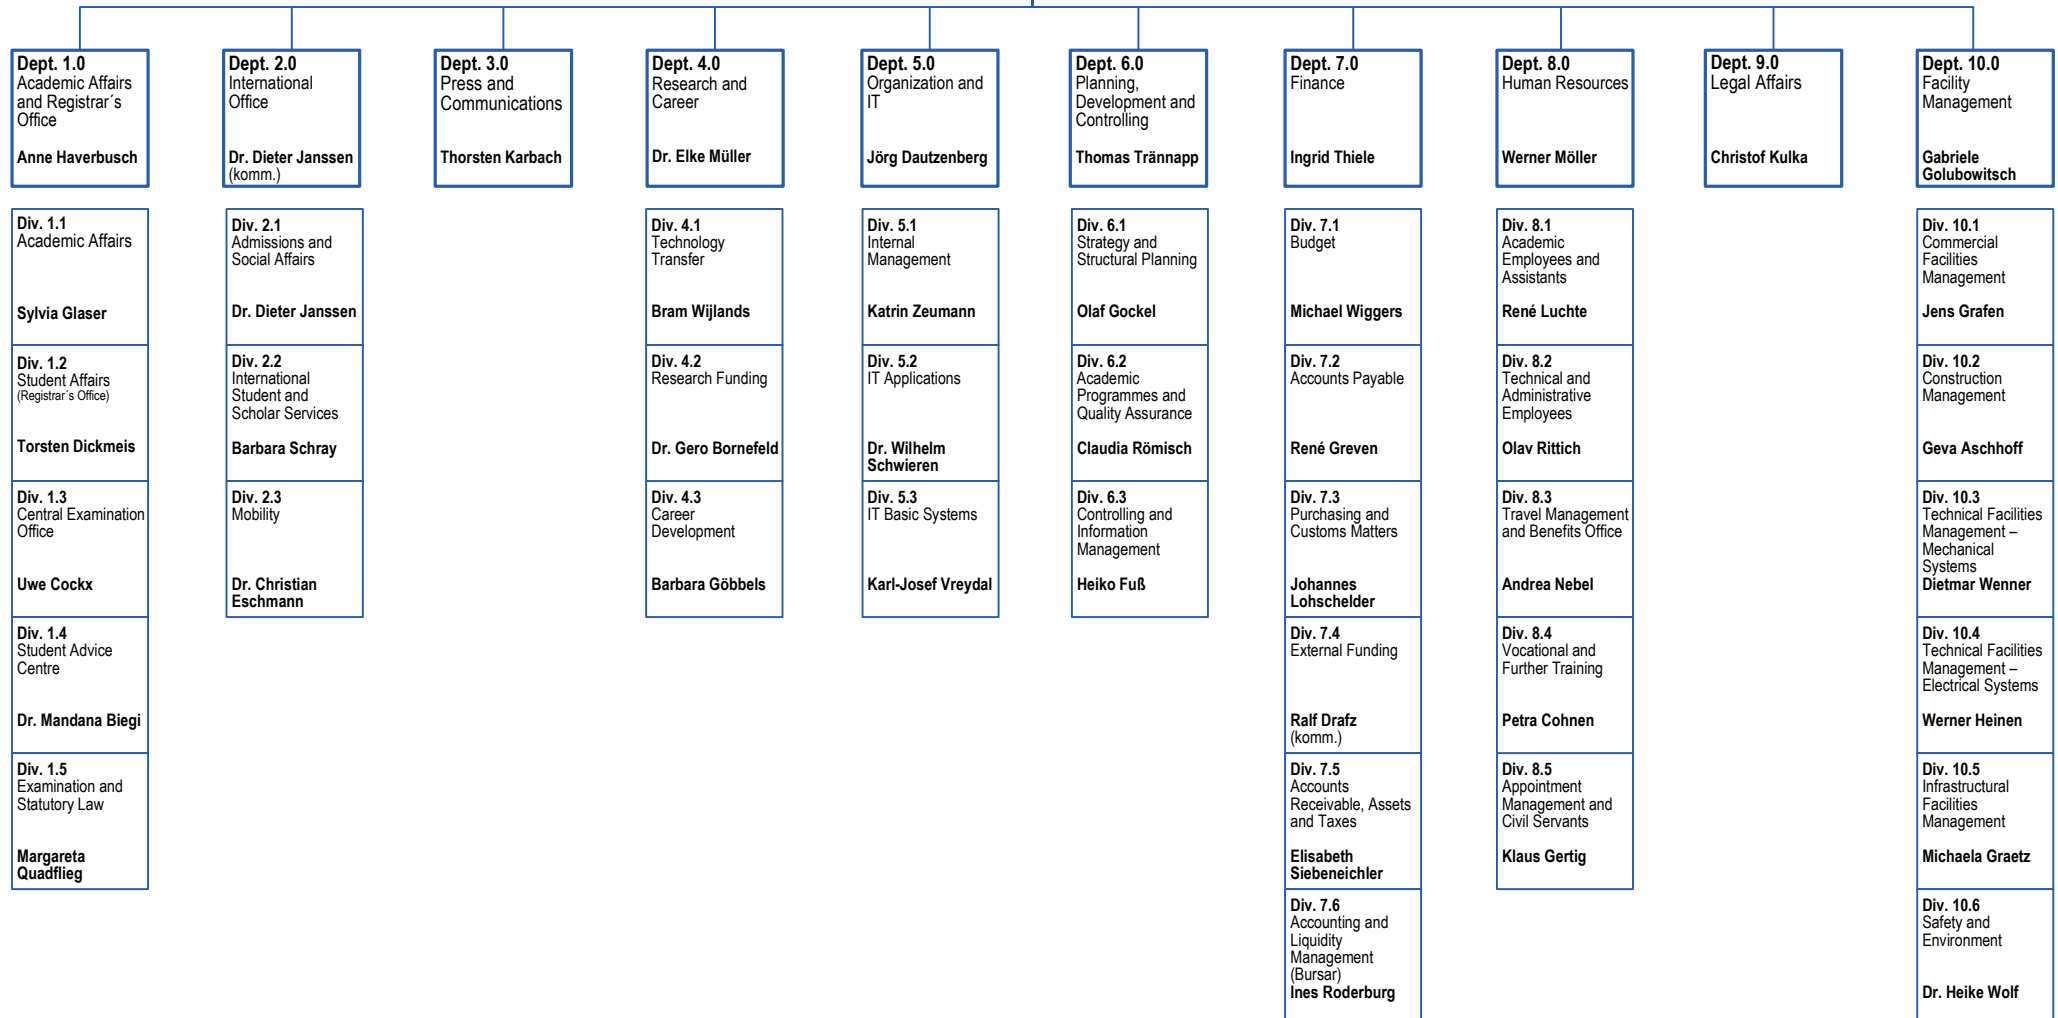 Dept. 1.0
Academic Affairs
and Registrar´s
Office
Anne Haverbusch
Dept. 2.0
International
Office
Dr. Dieter Janssen
(komm.)
Dept. 3.0
Press and
Communications
Thorsten Karbach
Dept. 4.0
Research and
Career
Dr. Elke Müller
Dept. 5.0
Organization and
IT
Jörg Dautzenberg
Dept. 6.0
Planning,
Development and
Controlling
Thomas Trännapp
Dept. 7.0
Finance
Ingrid Thiele
Dept. 8.0
Human Resources
Werner Möller
Dept. 9.0
Legal Affairs
Christof Kulka
Dept. 10.0
Facility
Management
Gabriele
Golubowitsch
Div. 1.1
Academic Affairs
Sylvia Glaser
Div. 1.2
Student Affairs
(Registrar´s Office)
Torsten Dickmeis
Div. 1.3
Central Examination
Office
Uwe Cockx
Div. 1.4
Student Advice
Centre
Dr. Mandana Biegi
Div. 1.5
Examination and
Statutory Law
Margareta
Quadflieg
Div. 2.1
Admissions and
Social Affairs
Dr. Dieter Janssen
Div. 2.2
International
Student and
Scholar Services
Barbara Schray
Div. 2.3
Mobility
Dr. Christian
Eschmann
Div. 4.1
Technology
Transfer
Bram Wijlands
Div. 4.2
Research Funding
Dr. Gero Bornefeld
Div. 4.3
Career
Development
Barbara Göbbels
Div. 5.1
Internal
Management
Katrin Zeumann
Div. 5.2
IT Applications
Dr. Wilhelm
Schwieren
Div. 5.3
IT Basic Systems
Karl-Josef Vreydal
Div. 6.1
Strategy and
Structural Planning
Olaf Gockel
Div. 6.2
Academic
Programmes and
Quality Assurance
Claudia Römisch
Div. 6.3
Controlling and
Information
Management
Heiko Fuß
Div. 7.1
Budget
Michael Wiggers
Div. 7.2
Accounts Payable
René Greven
Div. 7.3
Purchasing and
Customs Matters
Johannes
Lohschelder
Div. 7.4
External Funding
Ralf Drafz
(komm.)
Div. 7.5
Accounts
Receivable, Assets
and Taxes
Elisabeth
Siebeneichler
Div. 7.6
Accounting and
Liquidity
Management
(Bursar)
Ines Roderburg
Div. 8.1
Academic
Employees and
Assistants
René Luchte
Div. 8.2
Technical and
Administrative
Employees
Olav Rittich
Div. 8.3
Travel Management
and Benefits Office
Andrea Nebel
Div. 8.4
Vocational and
Further Training
Petra Cohnen
Div. 8.5
Appointment
Management and
Civil Servants
Klaus Gertig
Div. 10.1
Commercial
Facilities
Management
Jens Grafen
Div. 10.2
Construction
Management
Geva Aschhoff
Div. 10.3
Technical Facilities
Management –
Mechanical
Systems
Dietmar Wenner
Div. 10.4
Technical Facilities
Management –
Electrical Systems
Werner Heinen
Div. 10.5
Infrastructural
Facilities
Management
Michaela Graetz
Div. 10.6
Safety and
Environment
Dr. Heike Wolf